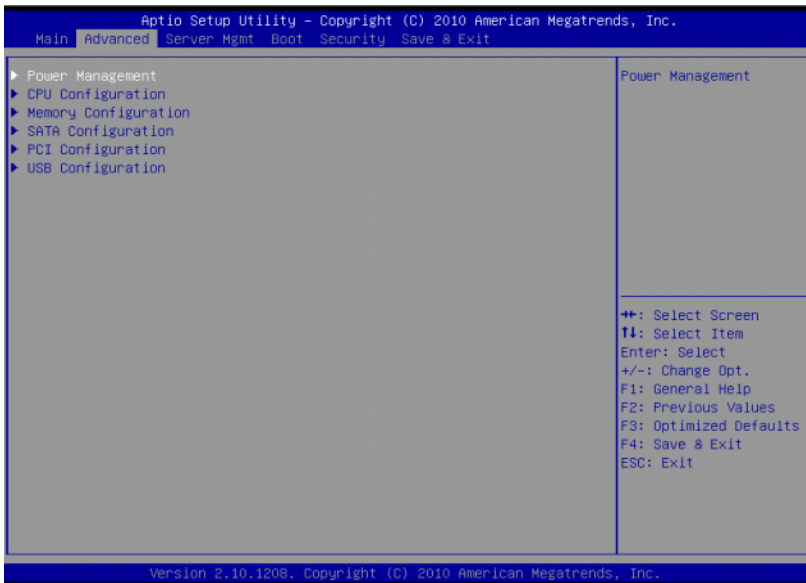 Aptio Setup Utility – Copyright (C) 2010 American Megatrends, Inc.
Main Advanced Server Mgmt Boot Security Save & Exit
Power Management
CPU Configuration
Memory Configuration
SATA Configuration
PCI Configuration
USB Configuration
Power Management
→←: Select Screen
↑↓: Select Item
Enter: Select
+/-: Change Opt.
F1: General Help
F2: Previous Values
F3: Optimized Defaults
F4: Save & Exit
ESC: Exit
Version 2.10.1208. Copyright (C) 2010 American Megatrends, Inc.